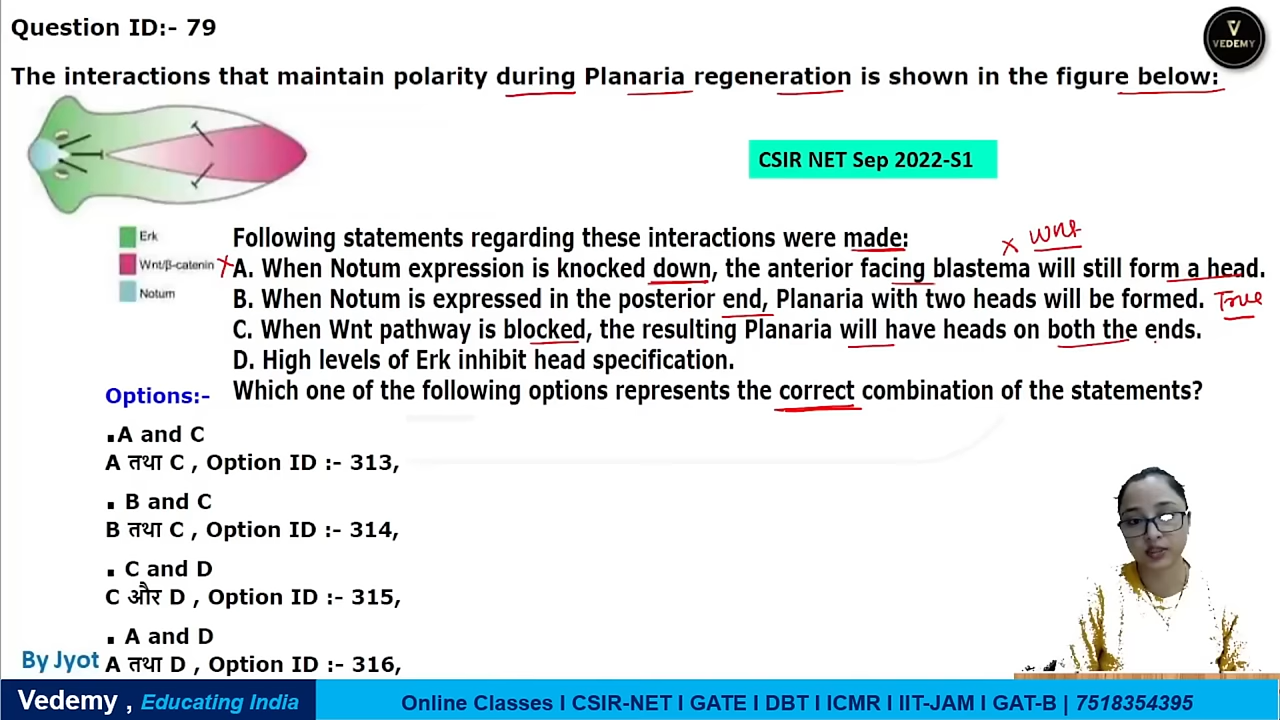 Question ID:- 79
VEDEMY
The interactions that maintain polarity during Planaria regeneration is shown in the figure below:
CSIR NET Sep 2022-S1
Erk
Wnt/β-catenin
Notum
Following statements regarding these interactions were made:
× Wnt
×A. When Notum expression is knocked down, the anterior facing blastema will still form a head.
B. When Notum is expressed in the posterior end, Planaria with two heads will be formed. True
C. When Wnt pathway is blocked, the resulting Planaria will have heads on both the ends.
D. High levels of Erk inhibit head specification.
Which one of the following options represents the correct combination of the statements?
Options:-
▪A and C
A तथा C , Option ID :- 313,
▪ B and C
B तथा C , Option ID :- 314,
▪ C and D
C और D , Option ID :- 315,
▪ A and D
A तथा D , Option ID :- 316,
By Jyot
Vedemy , Educating India
Online Classes I CSIR-NET I GATE I DBT I ICMR I IIT-JAM I GAT-B | 7518354395